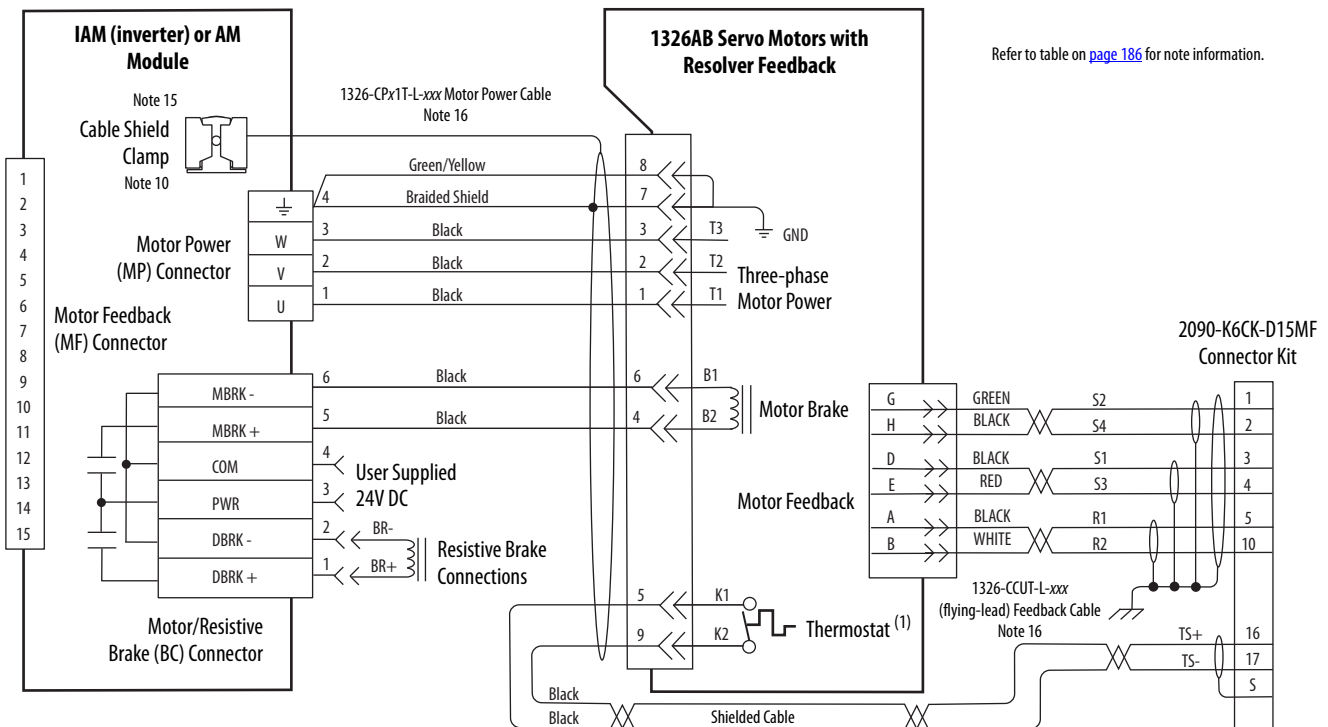 IAM (inverter) or AM
Module
1326AB Servo Motors with
Resolver Feedback
Refer to table on page 186 for note information.
Note 15
Cable Shield
Clamp
Note 10
1326-CPx1T-L-xxx Motor Power Cable
Note 16
1
2
3
4
5
6
7
8
9
10
11
12
13
14
15
Motor Feedback
(MF) Connector
Motor Power
(MP) Connector
W
V
U
4
3
2
1
Green/Yellow
Braided Shield
Black
Black
Black
8
7
3
2
1
T3
T2
T1
GND
Three-phase
Motor Power
MBRK -
MBRK +
COM
PWR
DBRK -
DBRK +
6
5
4
3
2
1
Black
Black
6
4
B1
B2
Motor Brake
User Supplied
24V DC
BR-
BR+
Resistive Brake
Connections
Motor/Resistive
Brake (BC) Connector
5
9
K1
K2
Thermostat (1)
Motor Feedback
G
H
D
E
A
B
GREEN
BLACK
BLACK
RED
BLACK
WHITE
S2
S4
S1
S3
R1
R2
2090-K6CK-D15MF
Connector Kit
1
2
3
4
5
10
16
17
S
1326-CCUT-L-xxx
(flying-lead) Feedback Cable
Note 16
TS+
TS-
Black
Black
Shielded Cable